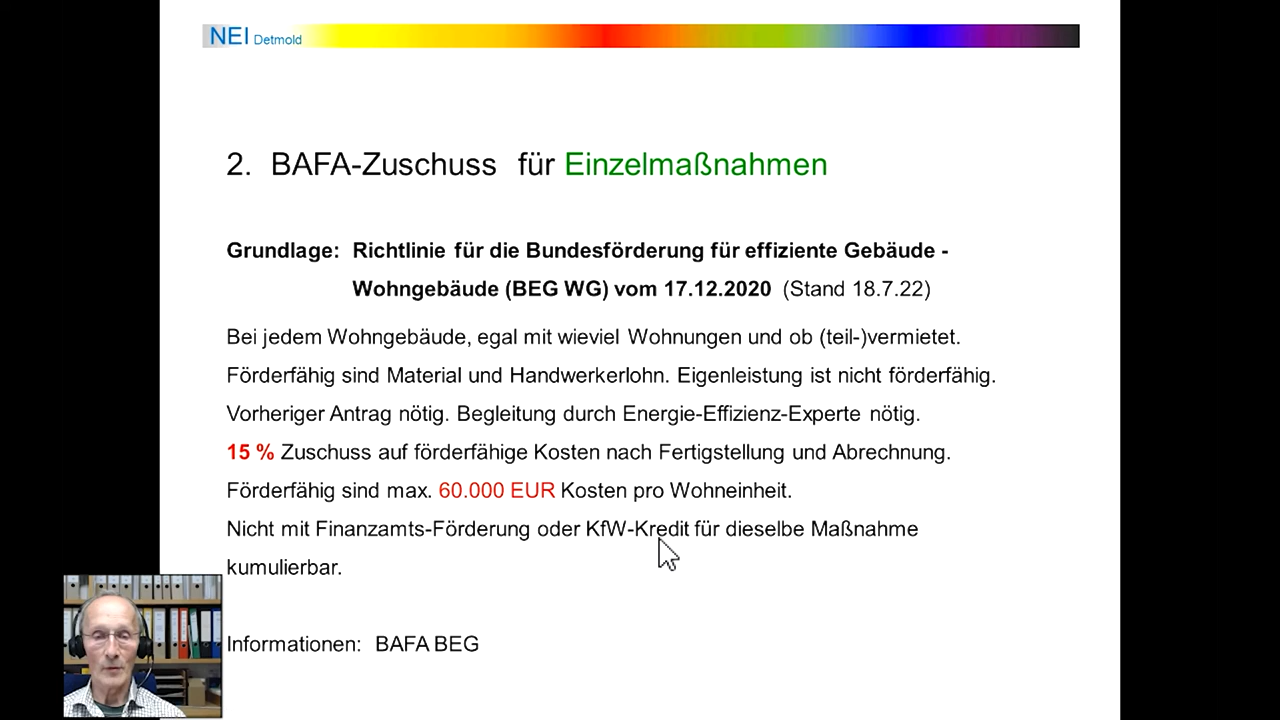 NEI Detmold
2. BAFA-Zuschuss für Einzelmaßnahmen
Grundlage: Richtlinie für die Bundesförderung für effiziente Gebäude -
Wohngebäude (BEG WG) vom 17.12.2020 (Stand 18.7.22)
Bei jedem Wohngebäude, egal mit wieviel Wohnungen und ob (teil-)vermietet.
Förderfähig sind Material und Handwerkerlohn. Eigenleistung ist nicht förderfähig.
Vorheriger Antrag nötig. Begleitung durch Energie-Effizienz-Experte nötig.
15 % Zuschuss auf förderfähige Kosten nach Fertigstellung und Abrechnung.
Förderfähig sind max. 60.000 EUR Kosten pro Wohneinheit.
Nicht mit Finanzamts-Förderung oder KfW-Kredit für dieselbe Maßnahme
kumulierbar.
Informationen: BAFA BEG